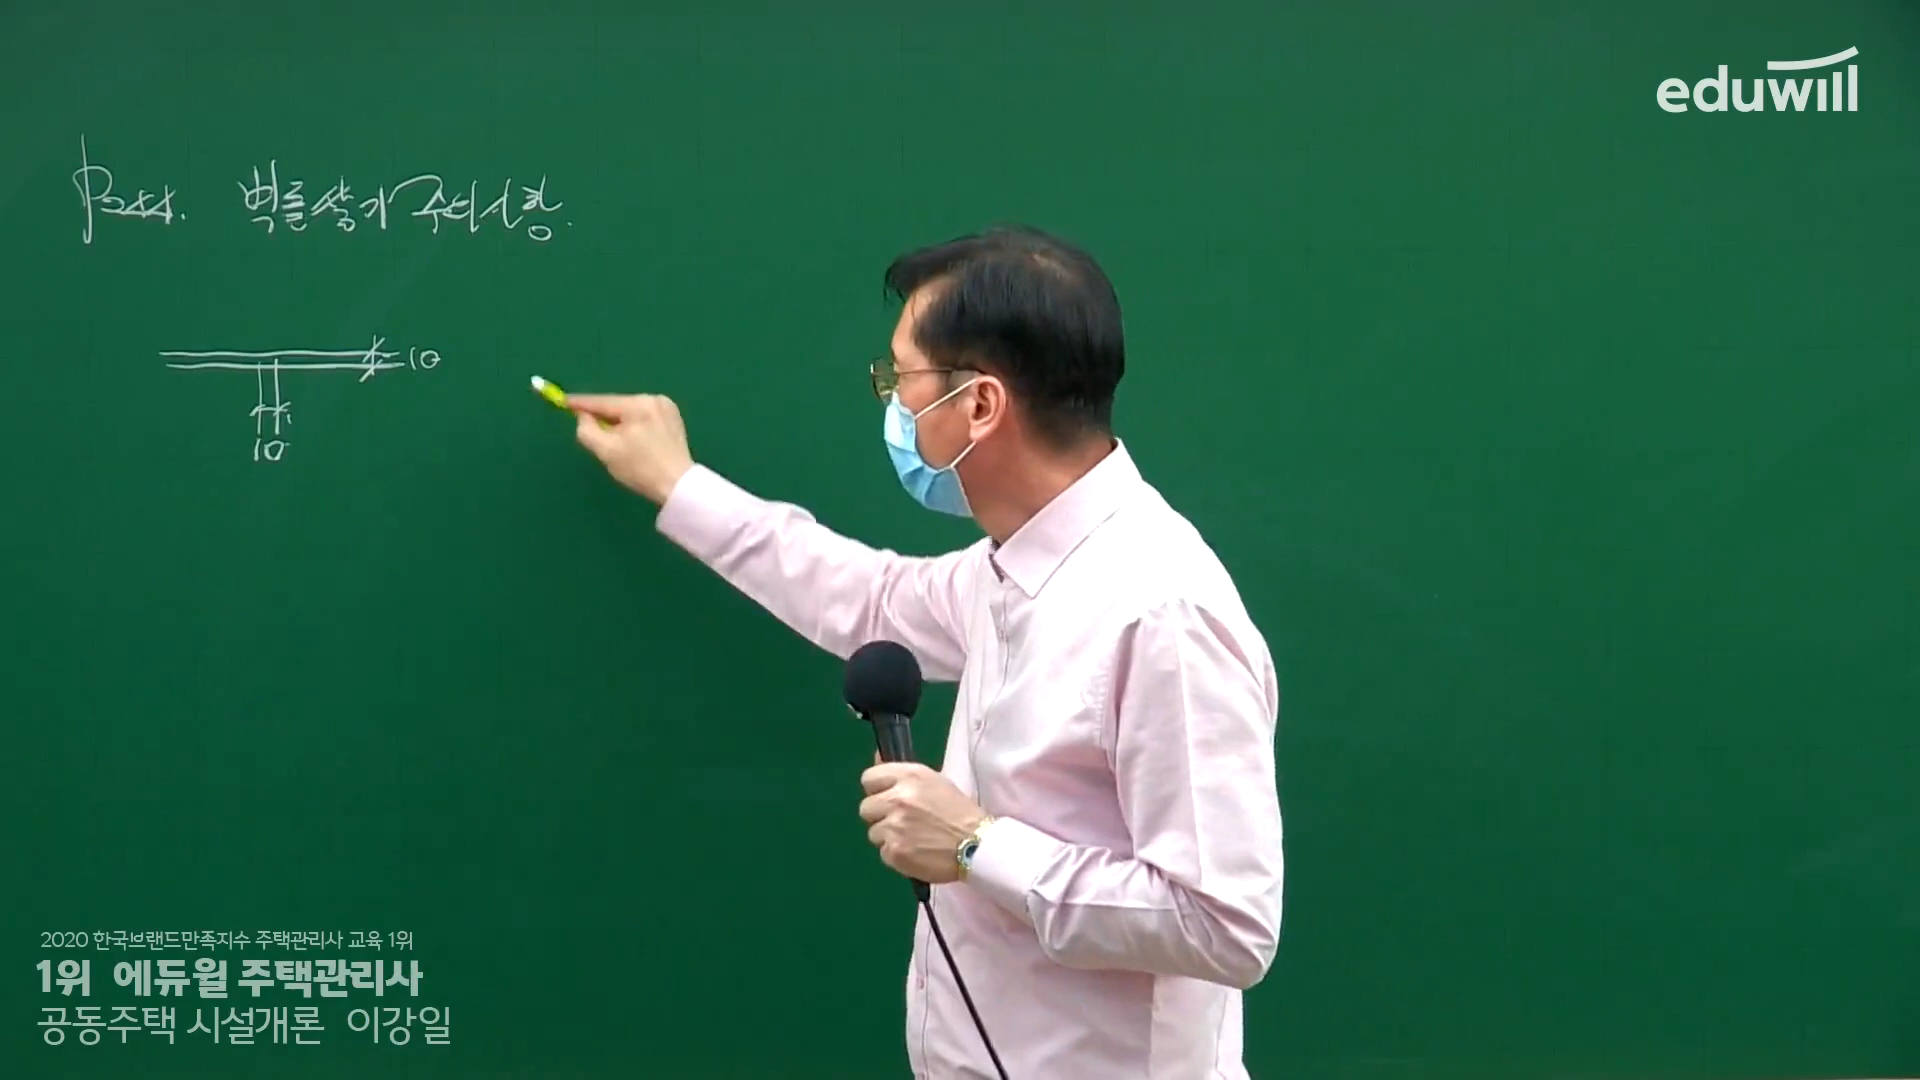 eduwill
벽돌쌓기 주의사항.
10
10
2020 한국브랜드만족지수 주택관리사 교육 1위
1위 에듀윌 주택관리사
공동주택 시설개론 이강일